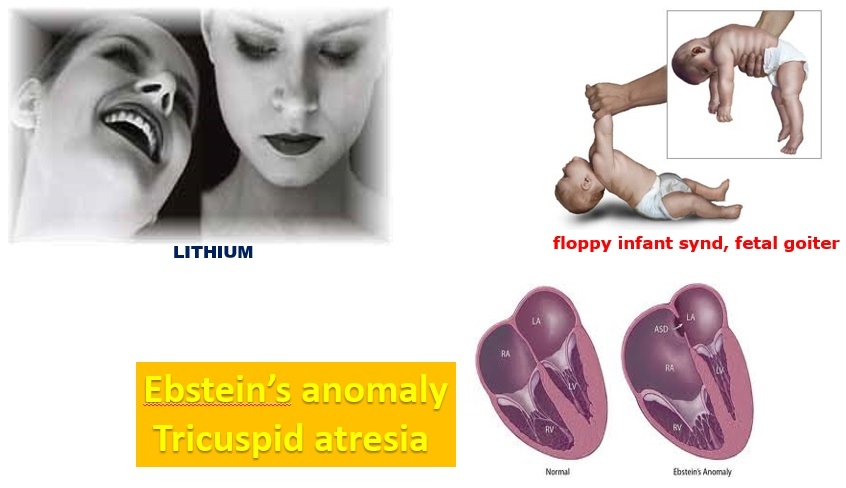 LITHIUM
floppy infant synd, fetal goiter
Ebstein's anomaly
Tricuspid atresia
LA
RA
LV
RV
Normal
ASD
LA
RA
LV
RV
Ebstein's Anomaly